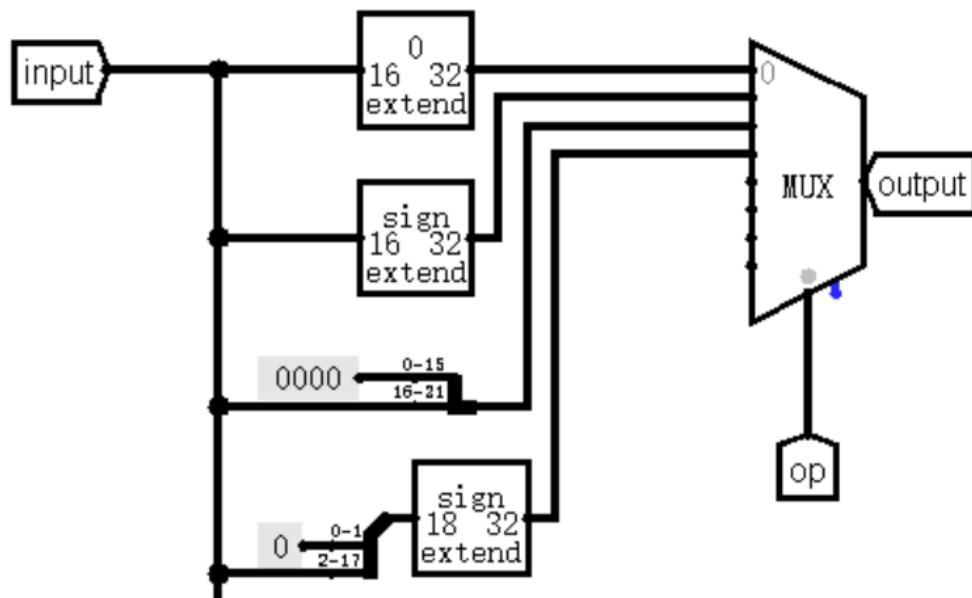 input
0
16 32
extend
0
MUX
output
sign
16 32
extend
0000
0-15
16-31
op
sign
18 32
extend
0
0-1
2-17